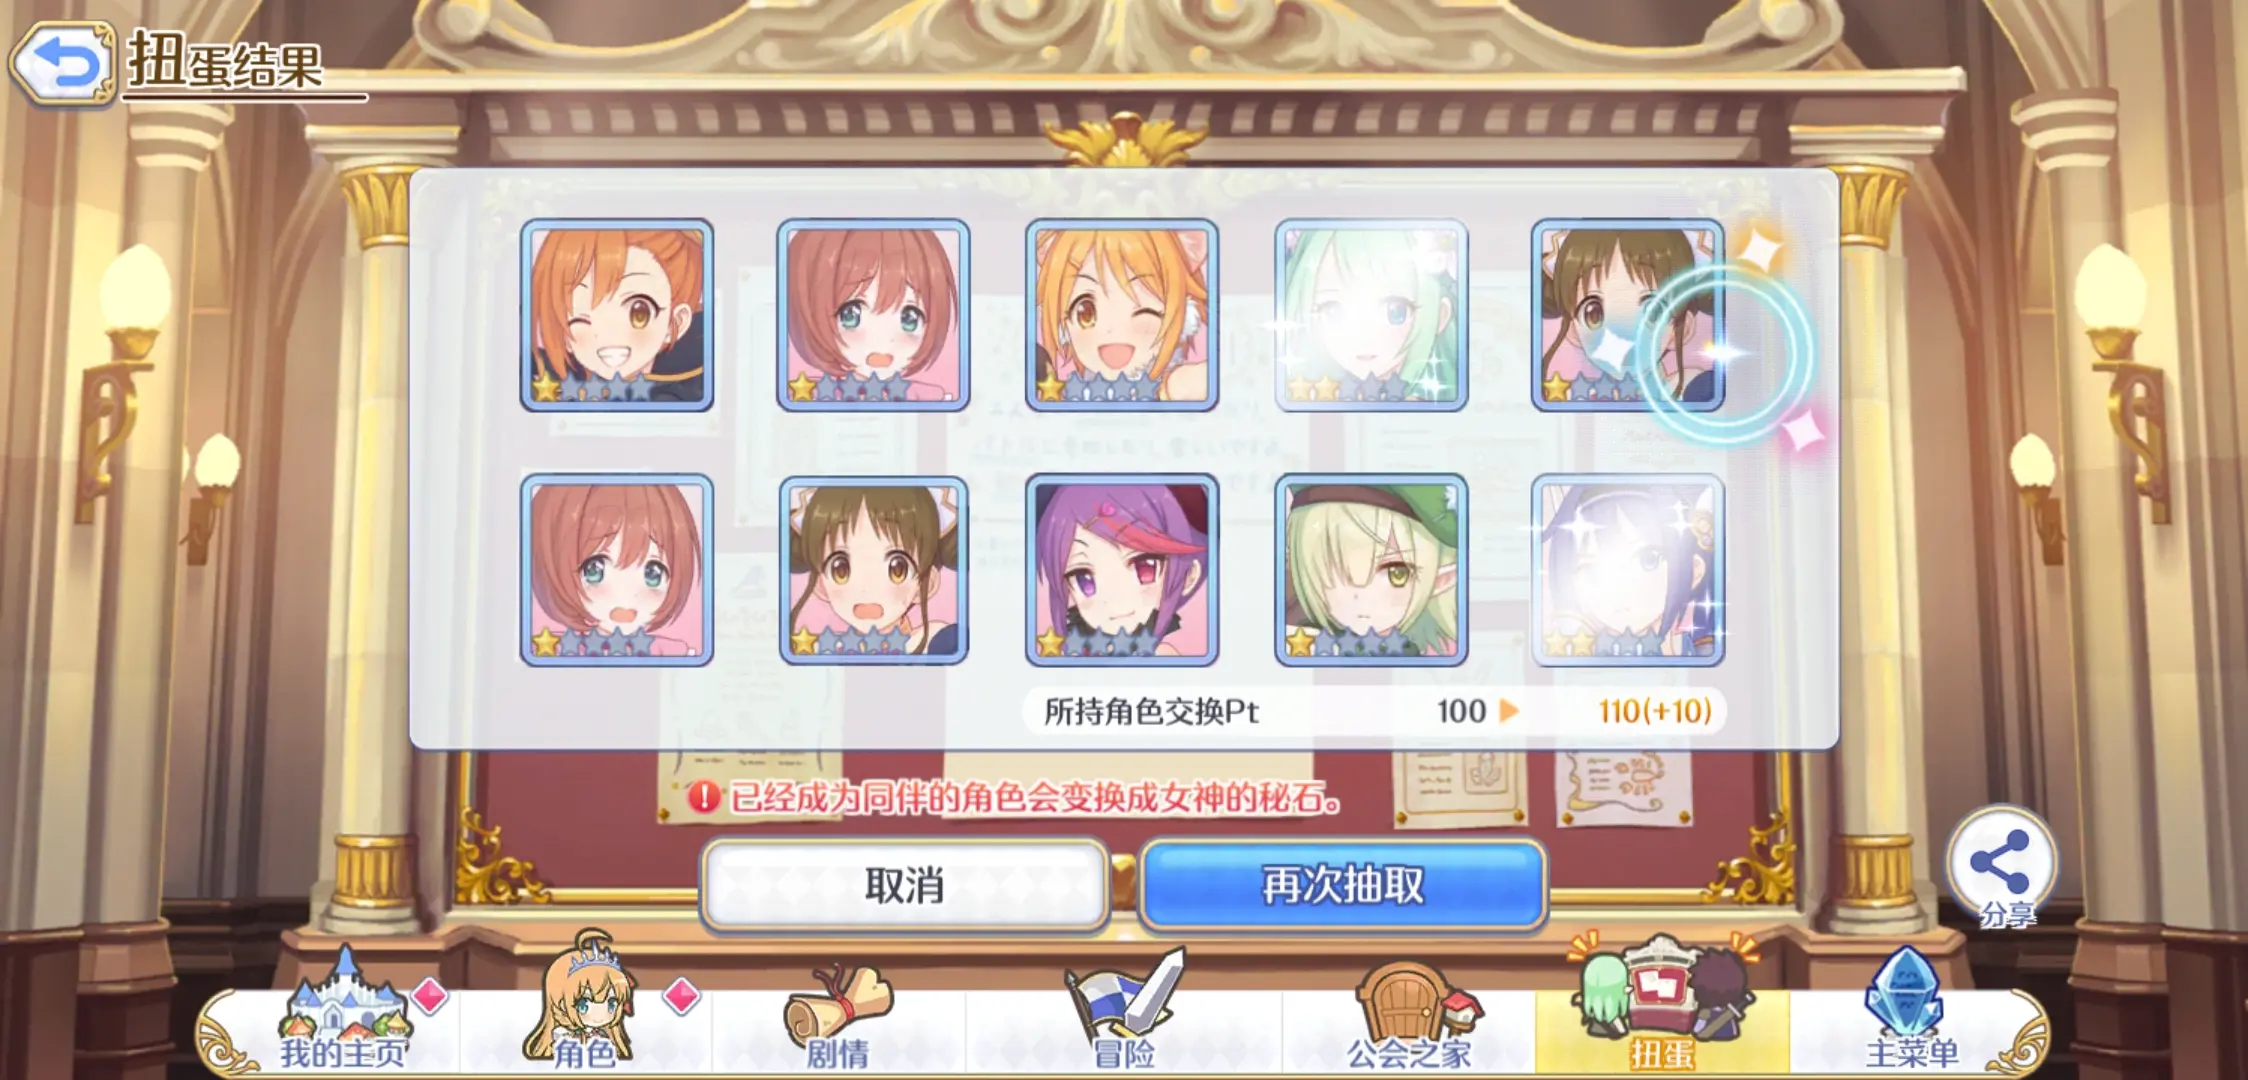 扭蛋结果
所持角色交换Pt 100 110(+10)
已经成为同伴的角色会变换成女神的秘石。
取消
再次抽取
分享
我的主页
角色
剧情
冒险
公会之家
扭蛋
主菜单